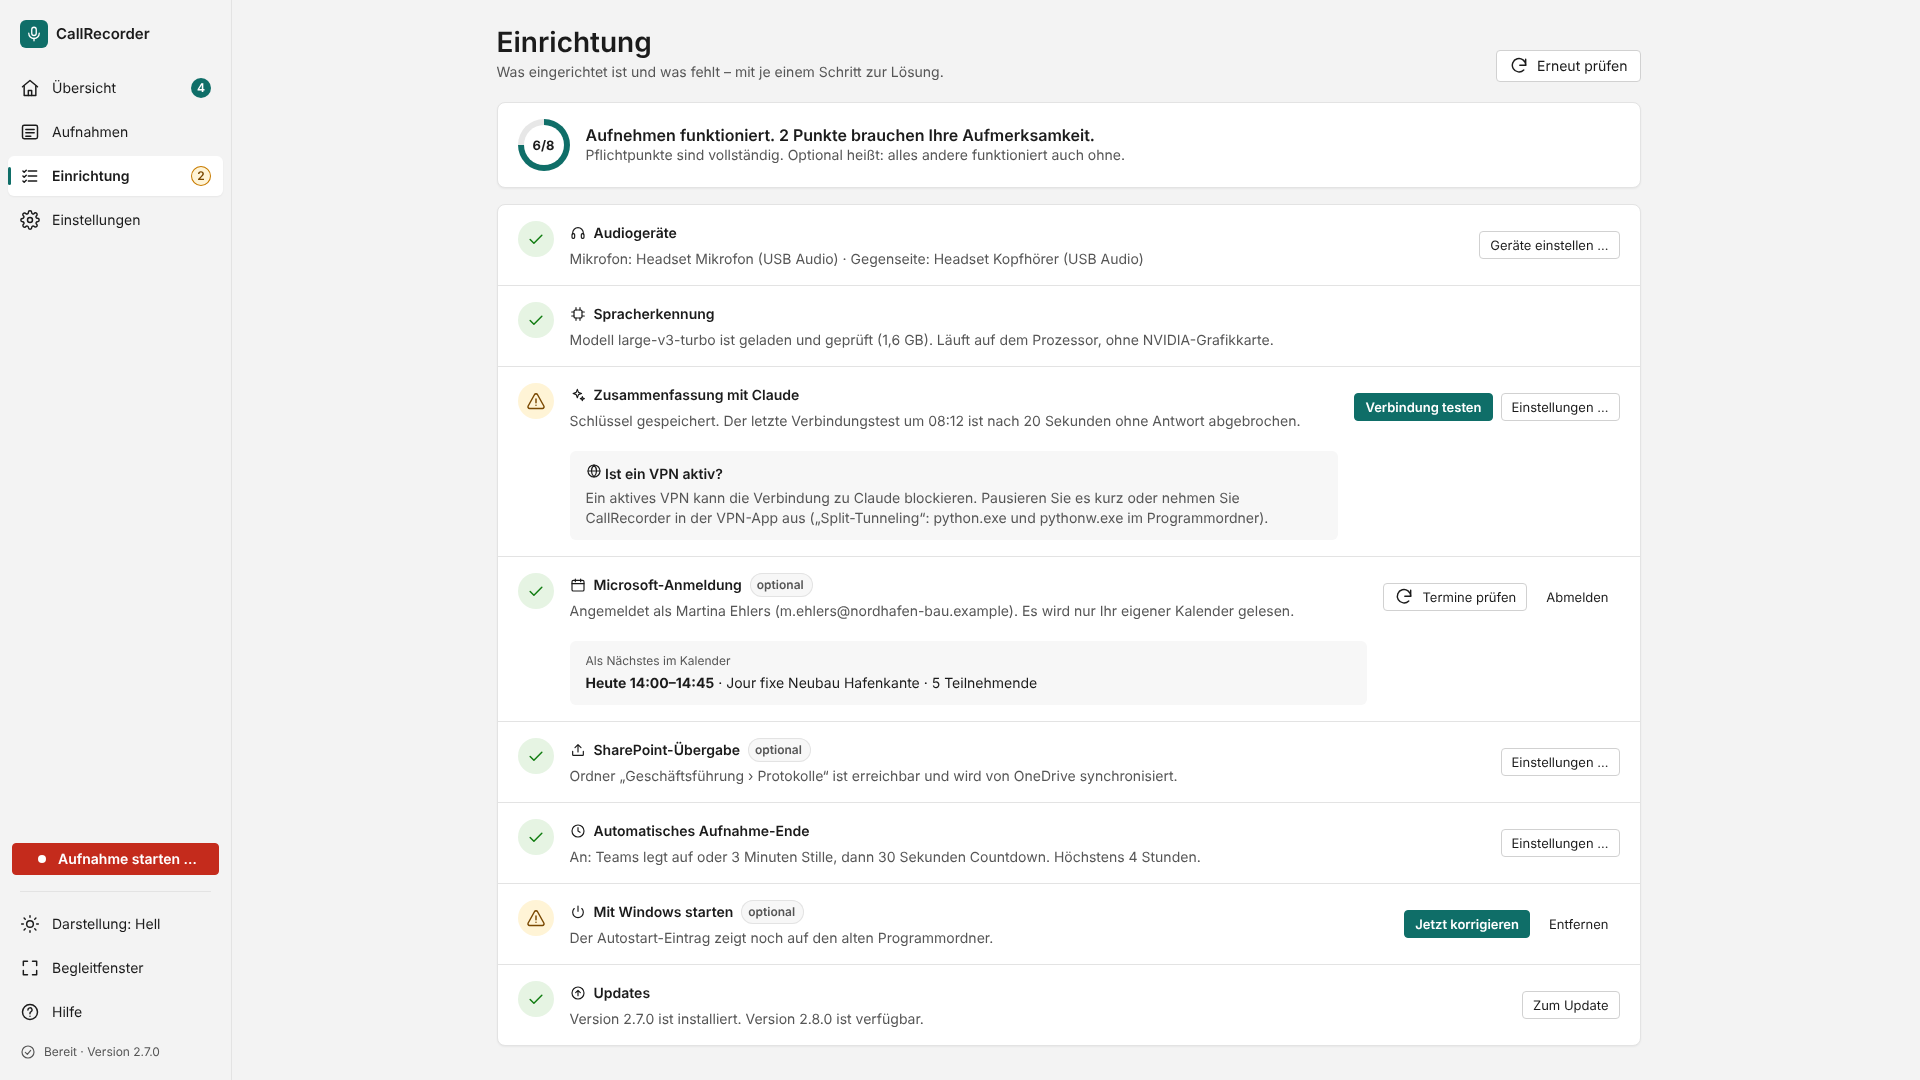 CallRecorder
Übersicht 4
Aufnahmen
Einrichtung 2
Einstellungen
Aufnahme starten ...
Darstellung: Hell
Begleitfenster
Hilfe
Bereit · Version 2.7.0
Einrichtung
Was eingerichtet ist und was fehlt – mit je einem Schritt zur Lösung.
Erneut prüfen
6/8
Aufnehmen funktioniert. 2 Punkte brauchen Ihre Aufmerksamkeit.
Pflichtpunkte sind vollständig. Optional heißt: alles andere funktioniert auch ohne.
Audiogeräte
Mikrofon: Headset Mikrofon (USB Audio) · Gegenseite: Headset Kopfhörer (USB Audio)
Geräte einstellen ...
Spracherkennung
Modell large-v3-turbo ist geladen und geprüft (1,6 GB). Läuft auf dem Prozessor, ohne NVIDIA-Grafikkarte.
Zusammenfassung mit Claude
Schlüssel gespeichert. Der letzte Verbindungstest um 08:12 ist nach 20 Sekunden ohne Antwort abgebrochen.
Verbindung testen
Einstellungen ...
Ist ein VPN aktiv?
Ein aktives VPN kann die Verbindung zu Claude blockieren. Pausieren Sie es kurz oder nehmen Sie
CallRecorder in der VPN-App aus („Split-Tunneling“: python.exe und pythonw.exe im Programmordner).
Microsoft-Anmeldung optional
Angemeldet als Martina Ehlers (m.ehlers@nordhafen-bau.example). Es wird nur Ihr eigener Kalender gelesen.
Termine prüfen
Abmelden
Als Nächstes im Kalender
Heute 14:00–14:45 · Jour fixe Neubau Hafenkante · 5 Teilnehmende
SharePoint-Übergabe optional
Ordner „Geschäftsführung › Protokolle“ ist erreichbar und wird von OneDrive synchronisiert.
Einstellungen ...
Automatisches Aufnahme-Ende
An: Teams legt auf oder 3 Minuten Stille, dann 30 Sekunden Countdown. Höchstens 4 Stunden.
Einstellungen ...
Mit Windows starten optional
Der Autostart-Eintrag zeigt noch auf den alten Programmordner.
Jetzt korrigieren
Entfernen
Updates
Version 2.7.0 ist installiert. Version 2.8.0 ist verfügbar.
Zum Update